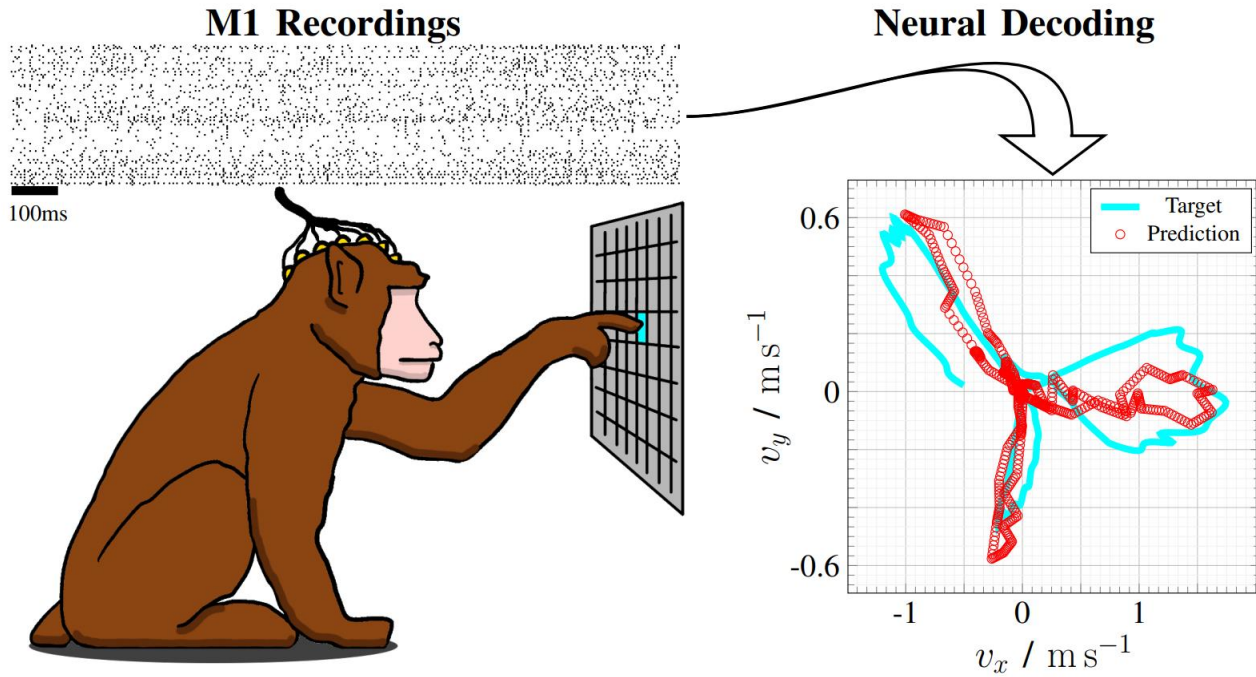 M1 Recordings
Neural Decoding
100ms
Target
Prediction
0.6
0
-0.6
v_y / m s⁻¹
-1
0
1
v_x / m s⁻¹